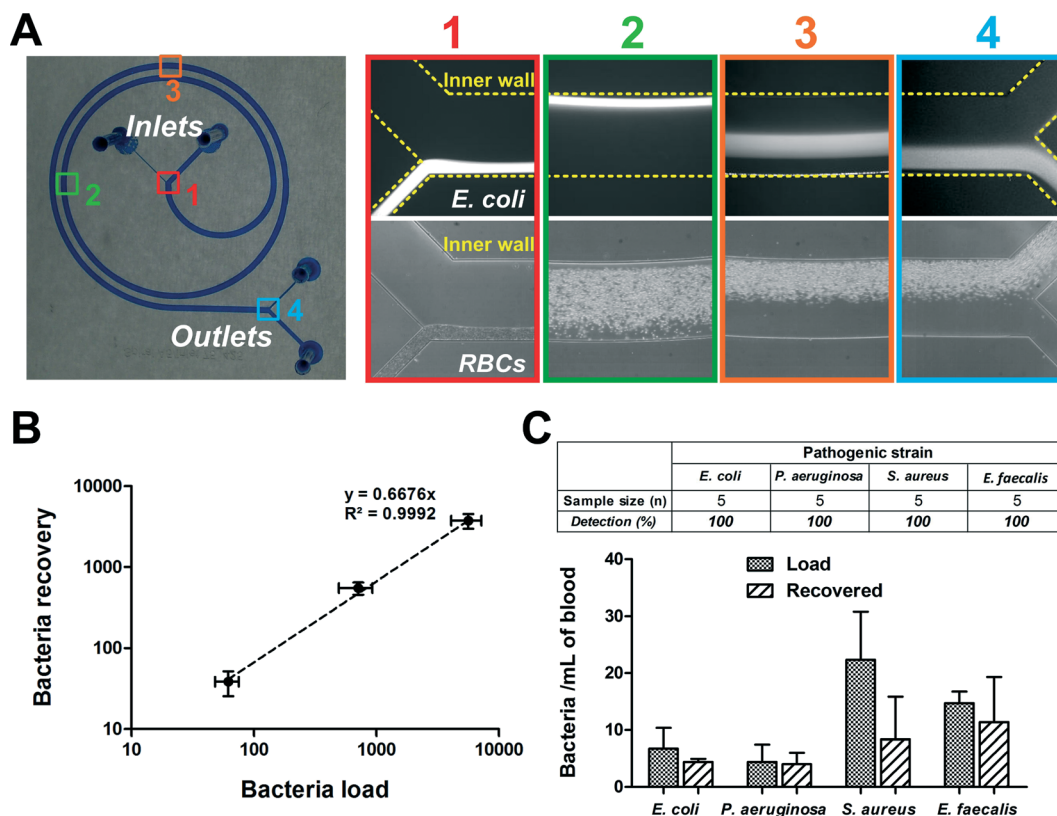 A
1 2 3 4
3
Inlets
2
1
4
Outlets
Inner wall
E. coli
Inner wall
RBCs
B
10000
1000
100
10
10 100 1000 10000
y = 0.6676x
R² = 0.9992
Bacteria recovery
Bacteria load
C
Pathogenic strain
E. coli P. aeruginosa S. aureus E. faecalis
Sample size (n) 5 5 5 5
Detection (%) 100 100 100 100
Load
Recovered
Bacteria /mL of blood
40
30
20
10
0
E. coli P. aeruginosa S. aureus E. faecalis